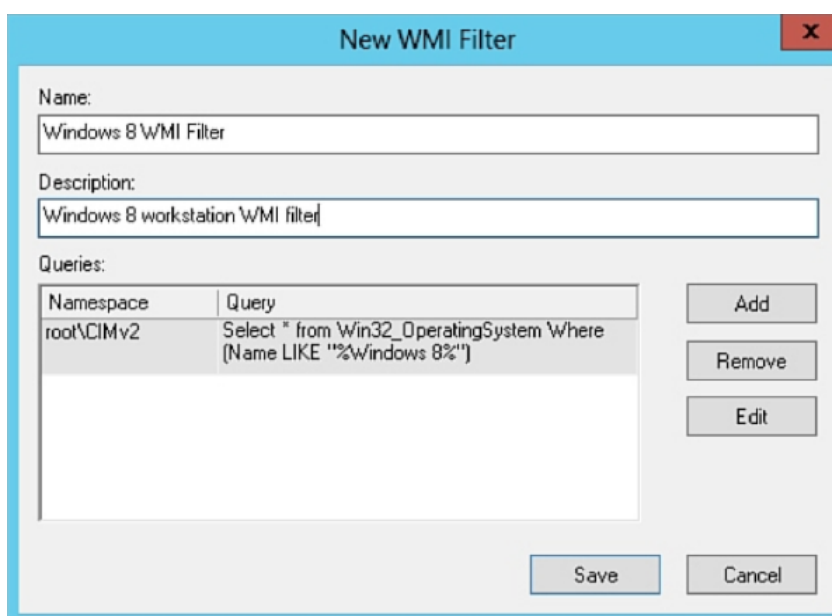 New WMI Filter
x
Name:
Windows 8 WMI Filter
Description:
Windows 8 workstation WMI filter
Queries:
Namespace Query
root\CIMv2 Select * from Win32_OperatingSystem Where
(Name LIKE "%Windows 8%")
Add
Remove
Edit
Save Cancel